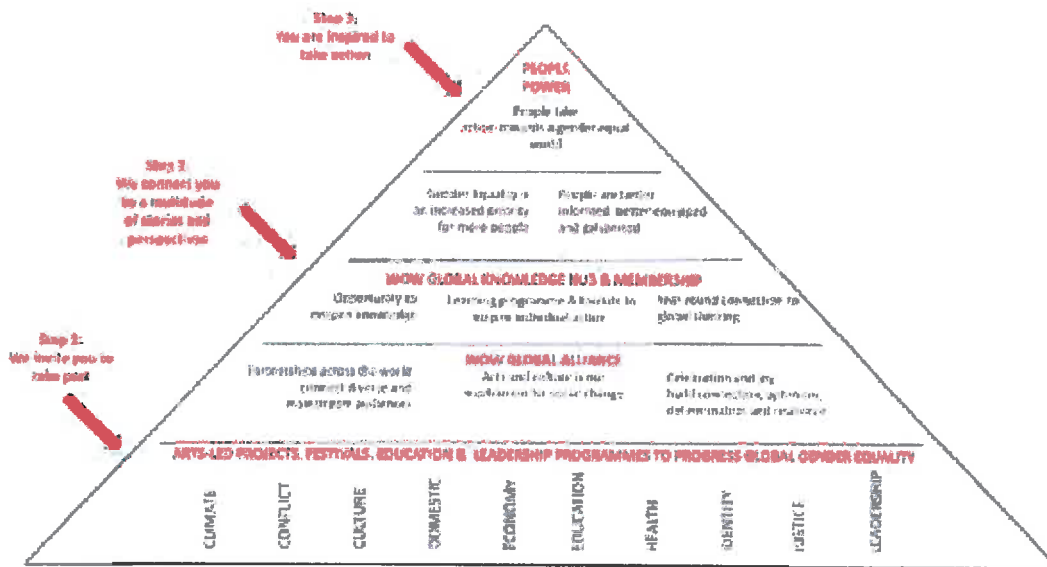 Step 3:
You are inspired to
take action
PEOPLE
POWER
People take
action towards a gender equal
world
Step 2
We connect you
to a multitude
of stories and
perspectives
Gender Equality is
an increased priority
for more people
People are better
informed, better equipped
and galvanised
WOW GLOBAL KNOWLEDGE HUB & MEMBERSHIP
Opportunity to
knowledge
Learning programme & toolkits to
inspire individual action
Year round connection to
global thinking
Step 1:
We invite you to
take part
WOW GLOBAL ALLIANCE
Partnerships across the world
connect diverse and
mainstream audiences
Arts and culture is our
mechanism for social change
Celebration and joy
build connection, optimism,
determination and resilience
ARTS-LED PROJECTS, FESTIVALS, EDUCATION & LEADERSHIP PROGRAMMES TO PROGRESS GLOBAL GENDER EQUALITY
CLIMATE
CONFLICT
CULTURE
DOMESTIC
ECONOMY
EDUCATION
HEALTH
IDENTITY
JUSTICE
LEADERSHIP